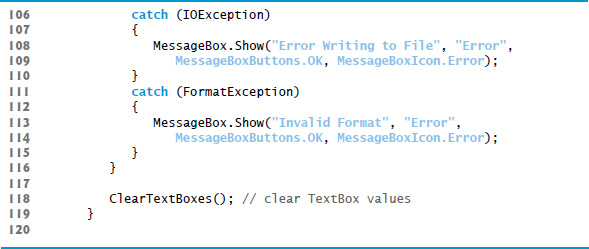 106 catch (IOException)
107 {
108 MessageBox.Show("Error Writing to File", "Error",
109 MessageBoxButtons.OK, MessageBoxIcon.Error);
110 }
111 catch (FormatException)
112 {
113 MessageBox.Show("Invalid Format", "Error",
114 MessageBoxButtons.OK, MessageBoxIcon.Error);
115 }
116 }
117
118 ClearTextBoxes(); // clear TextBox values
119 }
120